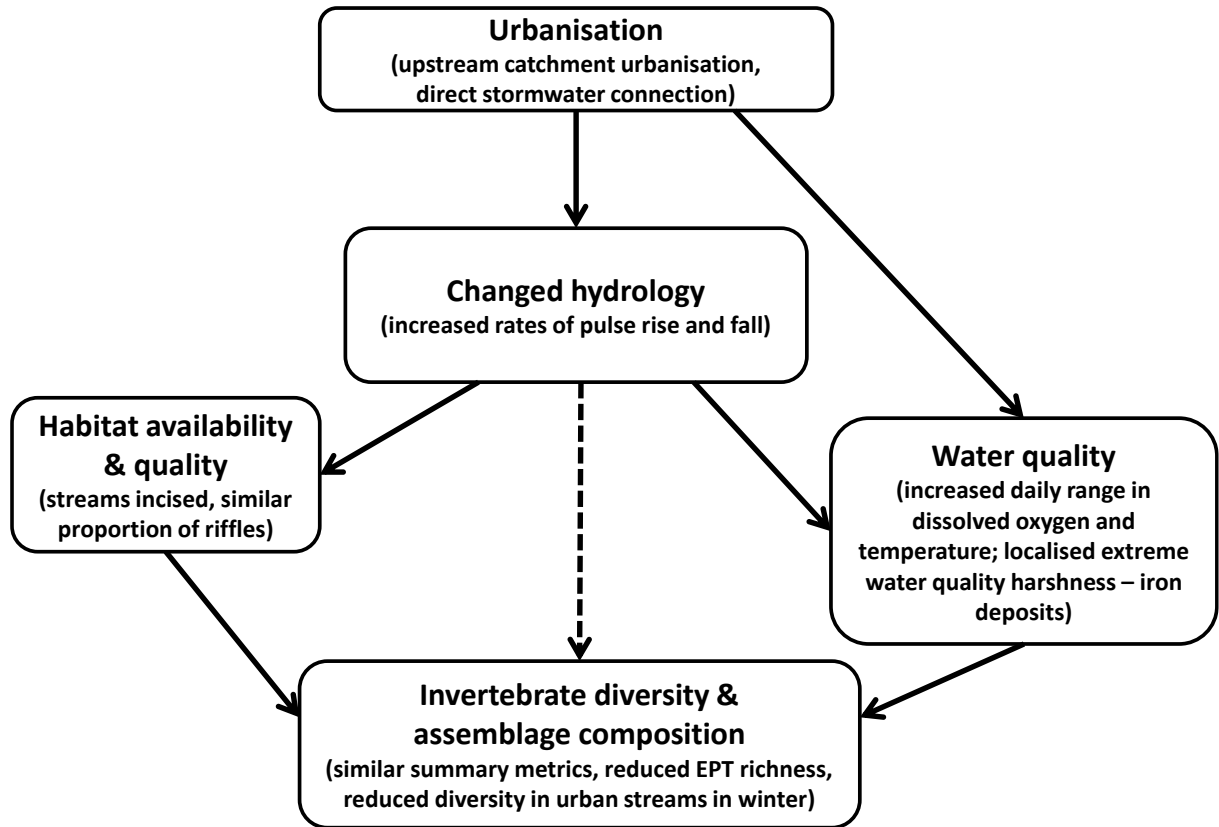 Urbanisation
(upstream catchment urbanisation,
direct stormwater connection)
Changed hydrology
(increased rates of pulse rise and fall)
Habitat availability
& quality
(streams incised, similar
proportion of riffles)
Water quality
(increased daily range in
dissolved oxygen and
temperature; localised extreme
water quality harshness – iron
deposits)
Invertebrate diversity &
assemblage composition
(similar summary metrics, reduced EPT richness,
reduced diversity in urban streams in winter)